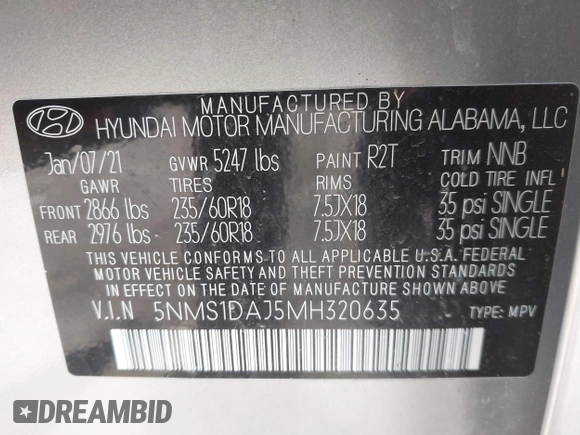 MANUFACTURED BY
HYUNDAI MOTOR MANUFACTURING ALABAMA, LLC
Jan/07/21 GVWR 5247 lbs PAINT R2T TRIM NNB
GAWR TIRES RIMS COLD TIRE INFL'
FRONT 2866 lbs 235/60R18 7.5JX18 35 psi SINGLE
REAR 2976 lbs 235/60R18 7.5JX18 35 psi SINGLE
THIS VEHICLE CONFORMS TO ALL APPLICABLE U.S.A. FEDERAL
MOTOR VEHICLE SAFETY AND THEFT PREVENTION STANDARDS
IN EFFECT ON THE DATE OF MANUFACTURE SHOWN ABOVE
V.I.N 5NMS1DAJ5MH320635 TYPE: MPV
DREAMBID